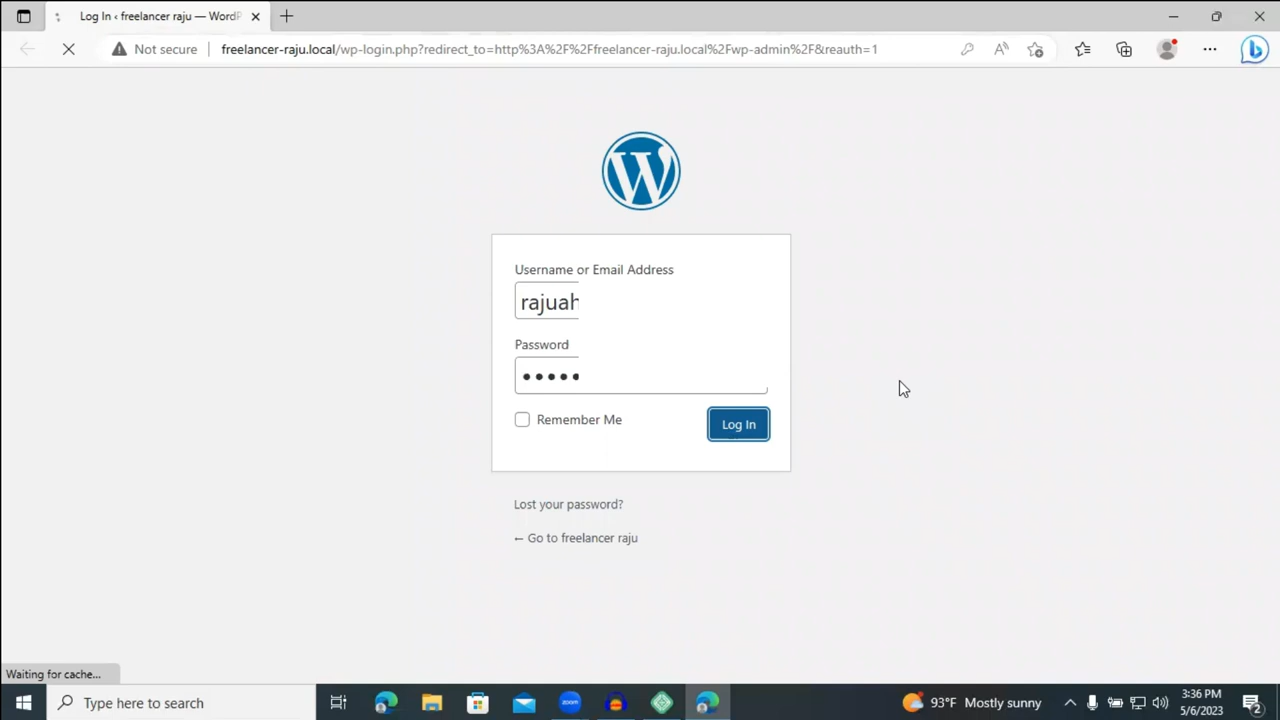 Log In ‹ freelancer raju — WordP
Not secure
freelancer-raju.local/wp-login.php?redirect_to=http%3A%2F%2Ffreelancer-raju.local%2Fwp-admin%2F&reauth=1
Username or Email Address
rajuah
Password
Remember Me
Log In
Lost your password?
← Go to freelancer raju
Waiting for cache...
Type here to search
zoom
93°F Mostly sunny
3:36 PM
5/6/2023
2